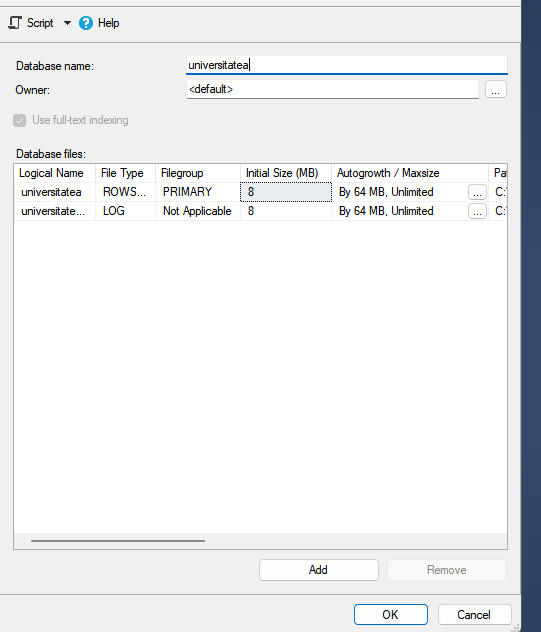 Script Help
Database name: universitatea
Owner: <default> ...
Use full-text indexing
Database files:
Logical Name File Type Filegroup Initial Size (MB) Autogrowth / Maxsize
universitatea ROWS... PRIMARY 8 By 64 MB, Unlimited ... C:
universitate... LOG Not Applicable 8 By 64 MB, Unlimited ... C:
Add Remove
OK Cancel